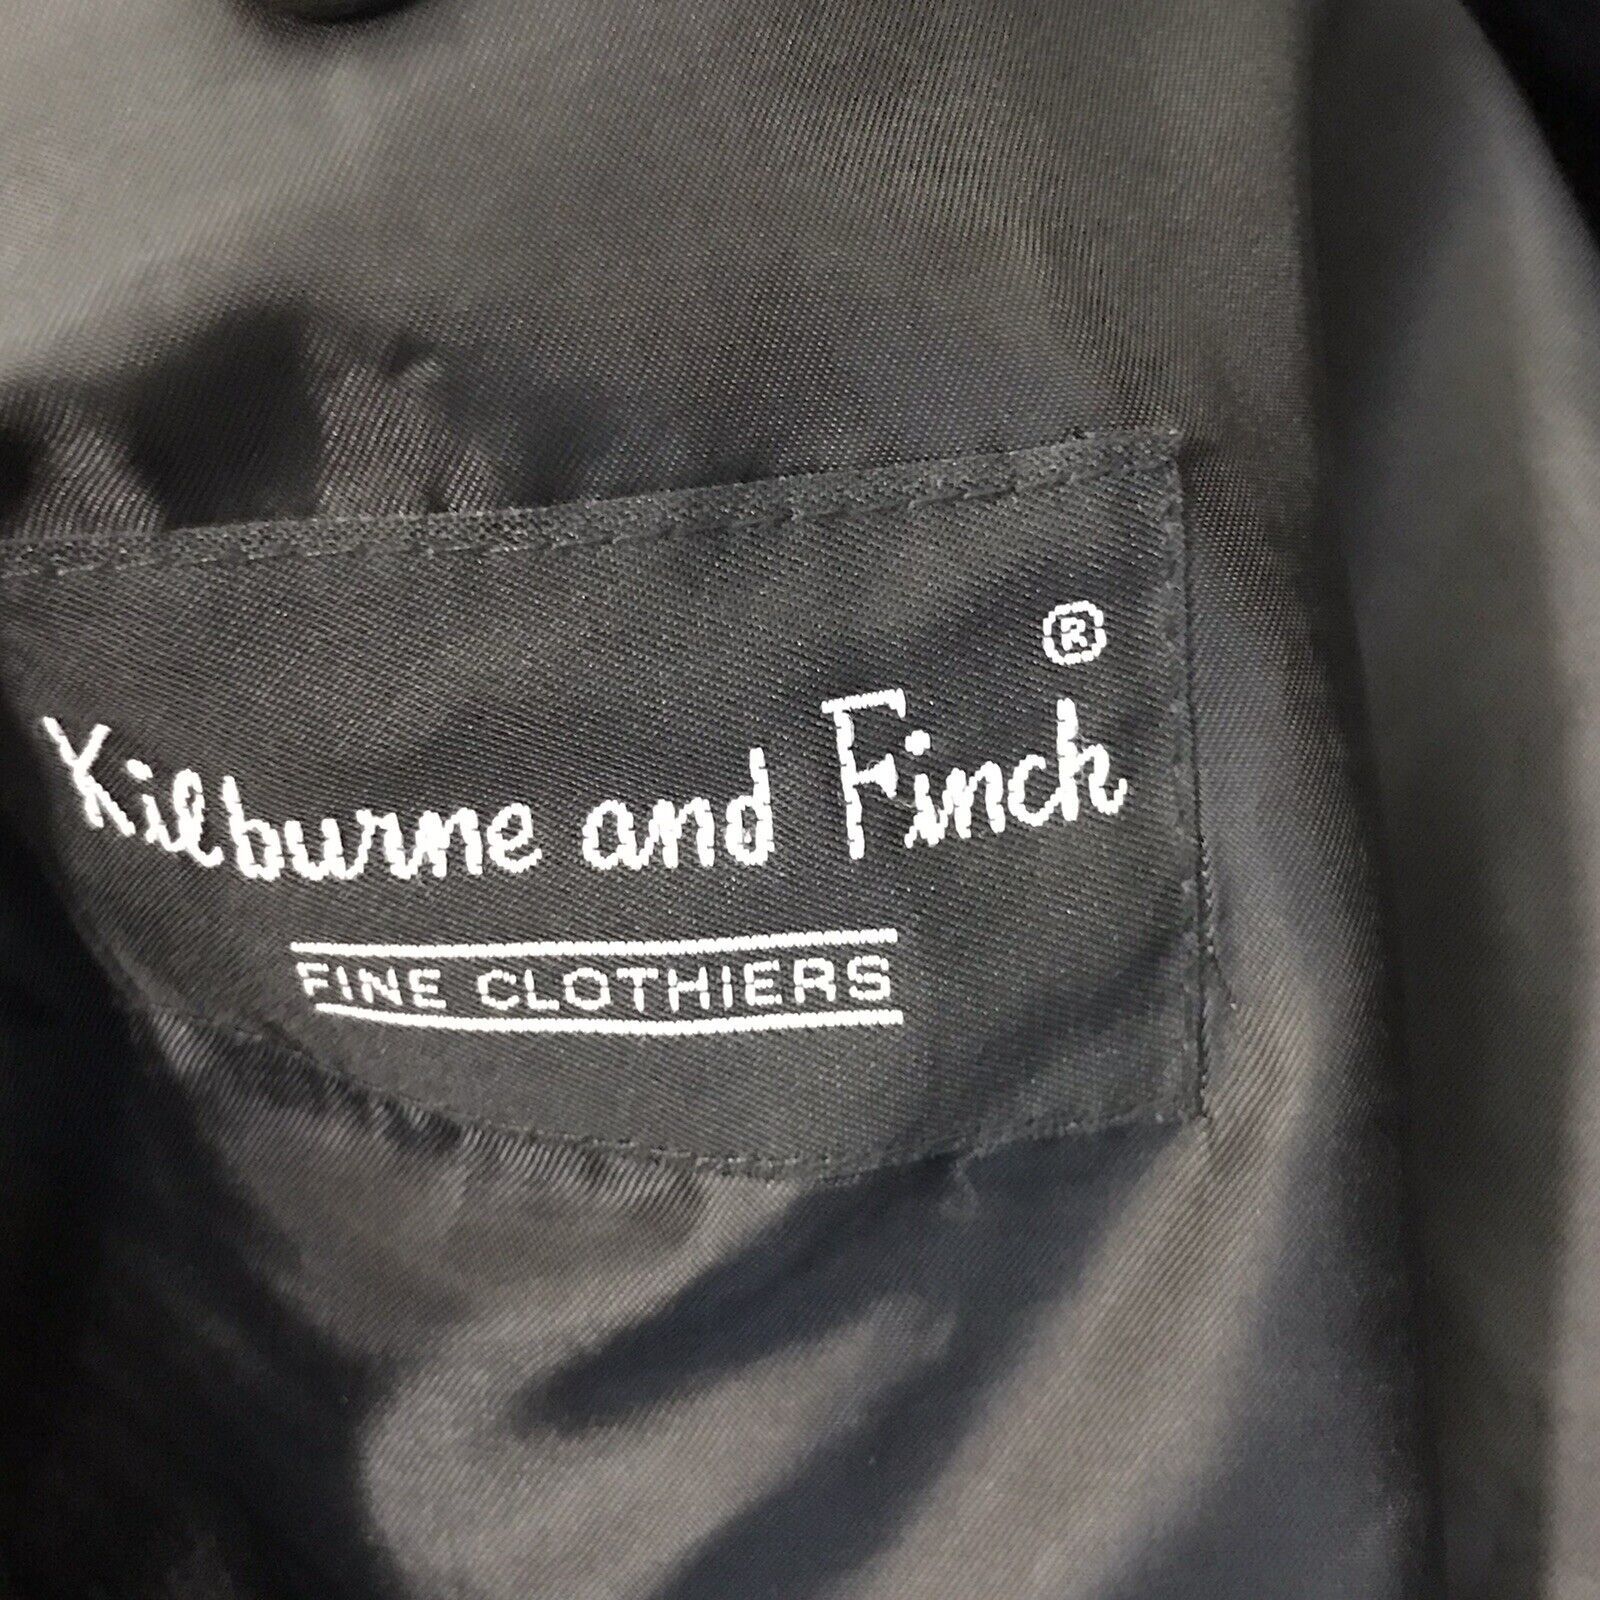 Kilburne and Finch ®
FINE CLOTHIERS